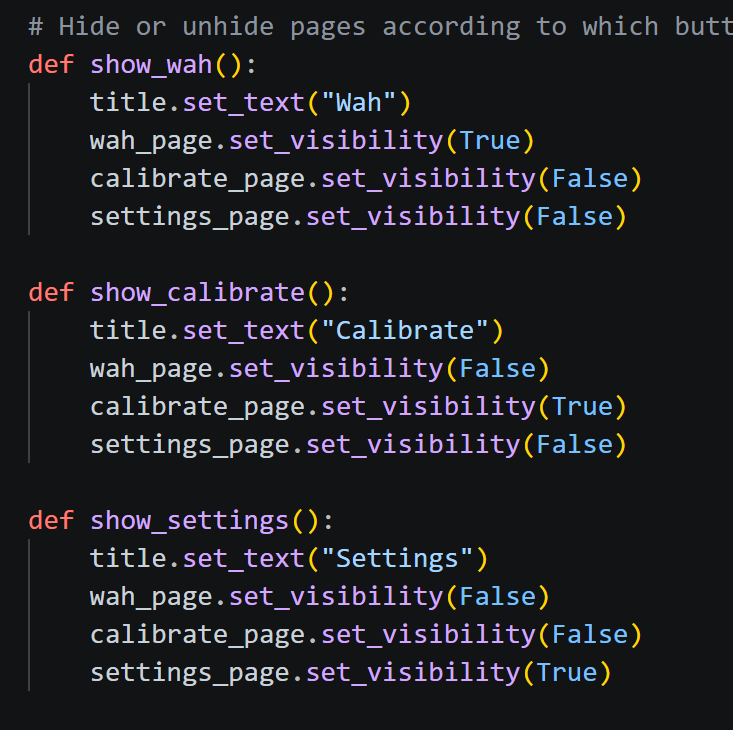 # Hide or unhide pages according to which butt
def show_wah():
    title.set_text("Wah")
    wah_page.set_visibility(True)
    calibrate_page.set_visibility(False)
    settings_page.set_visibility(False)

def show_calibrate():
    title.set_text("Calibrate")
    wah_page.set_visibility(False)
    calibrate_page.set_visibility(True)
    settings_page.set_visibility(False)

def show_settings():
    title.set_text("Settings")
    wah_page.set_visibility(False)
    calibrate_page.set_visibility(False)
    settings_page.set_visibility(True)